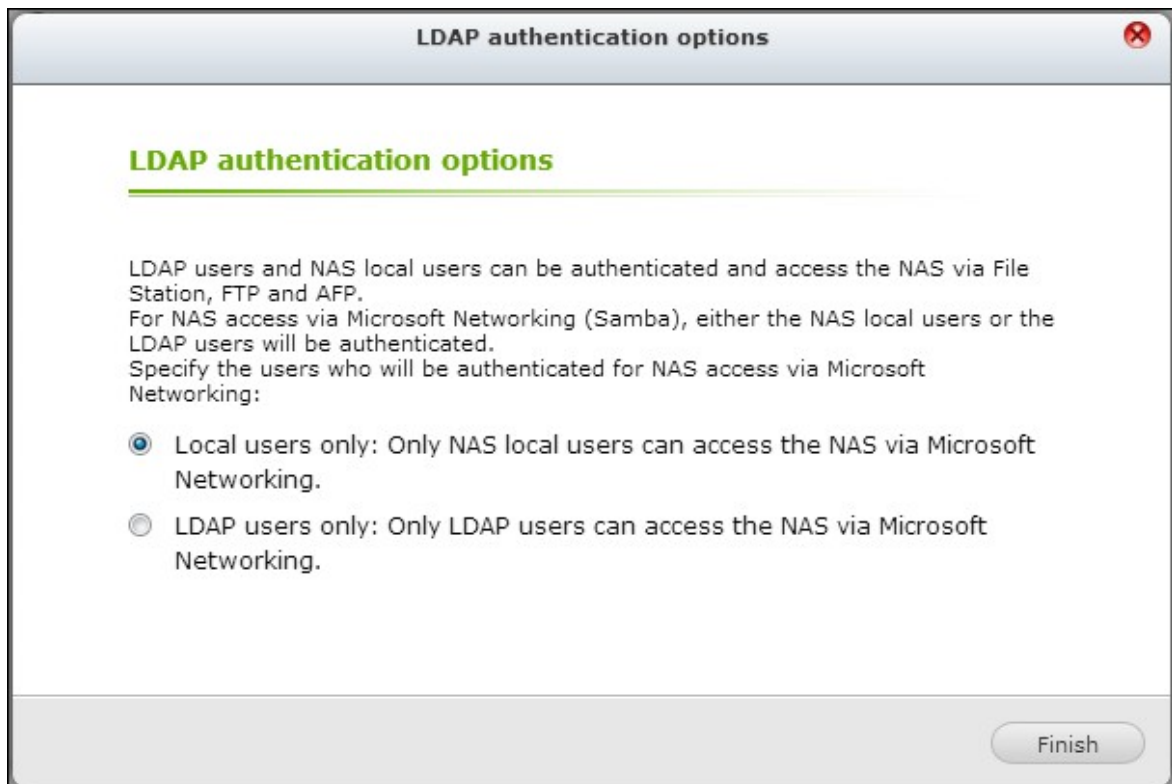 LDAP authentication options
LDAP authentication options
LDAP users and NAS local users can be authenticated and access the NAS via File
Station, FTP and AFP.
For NAS access via Microsoft Networking (Samba), either the NAS local users or the
LDAP users will be authenticated.
Specify the users who will be authenticated for NAS access via Microsoft
Networking:
Local users only: Only NAS local users can access the NAS via Microsoft
Networking.
LDAP users only: Only LDAP users can access the NAS via Microsoft
Networking.
Finish